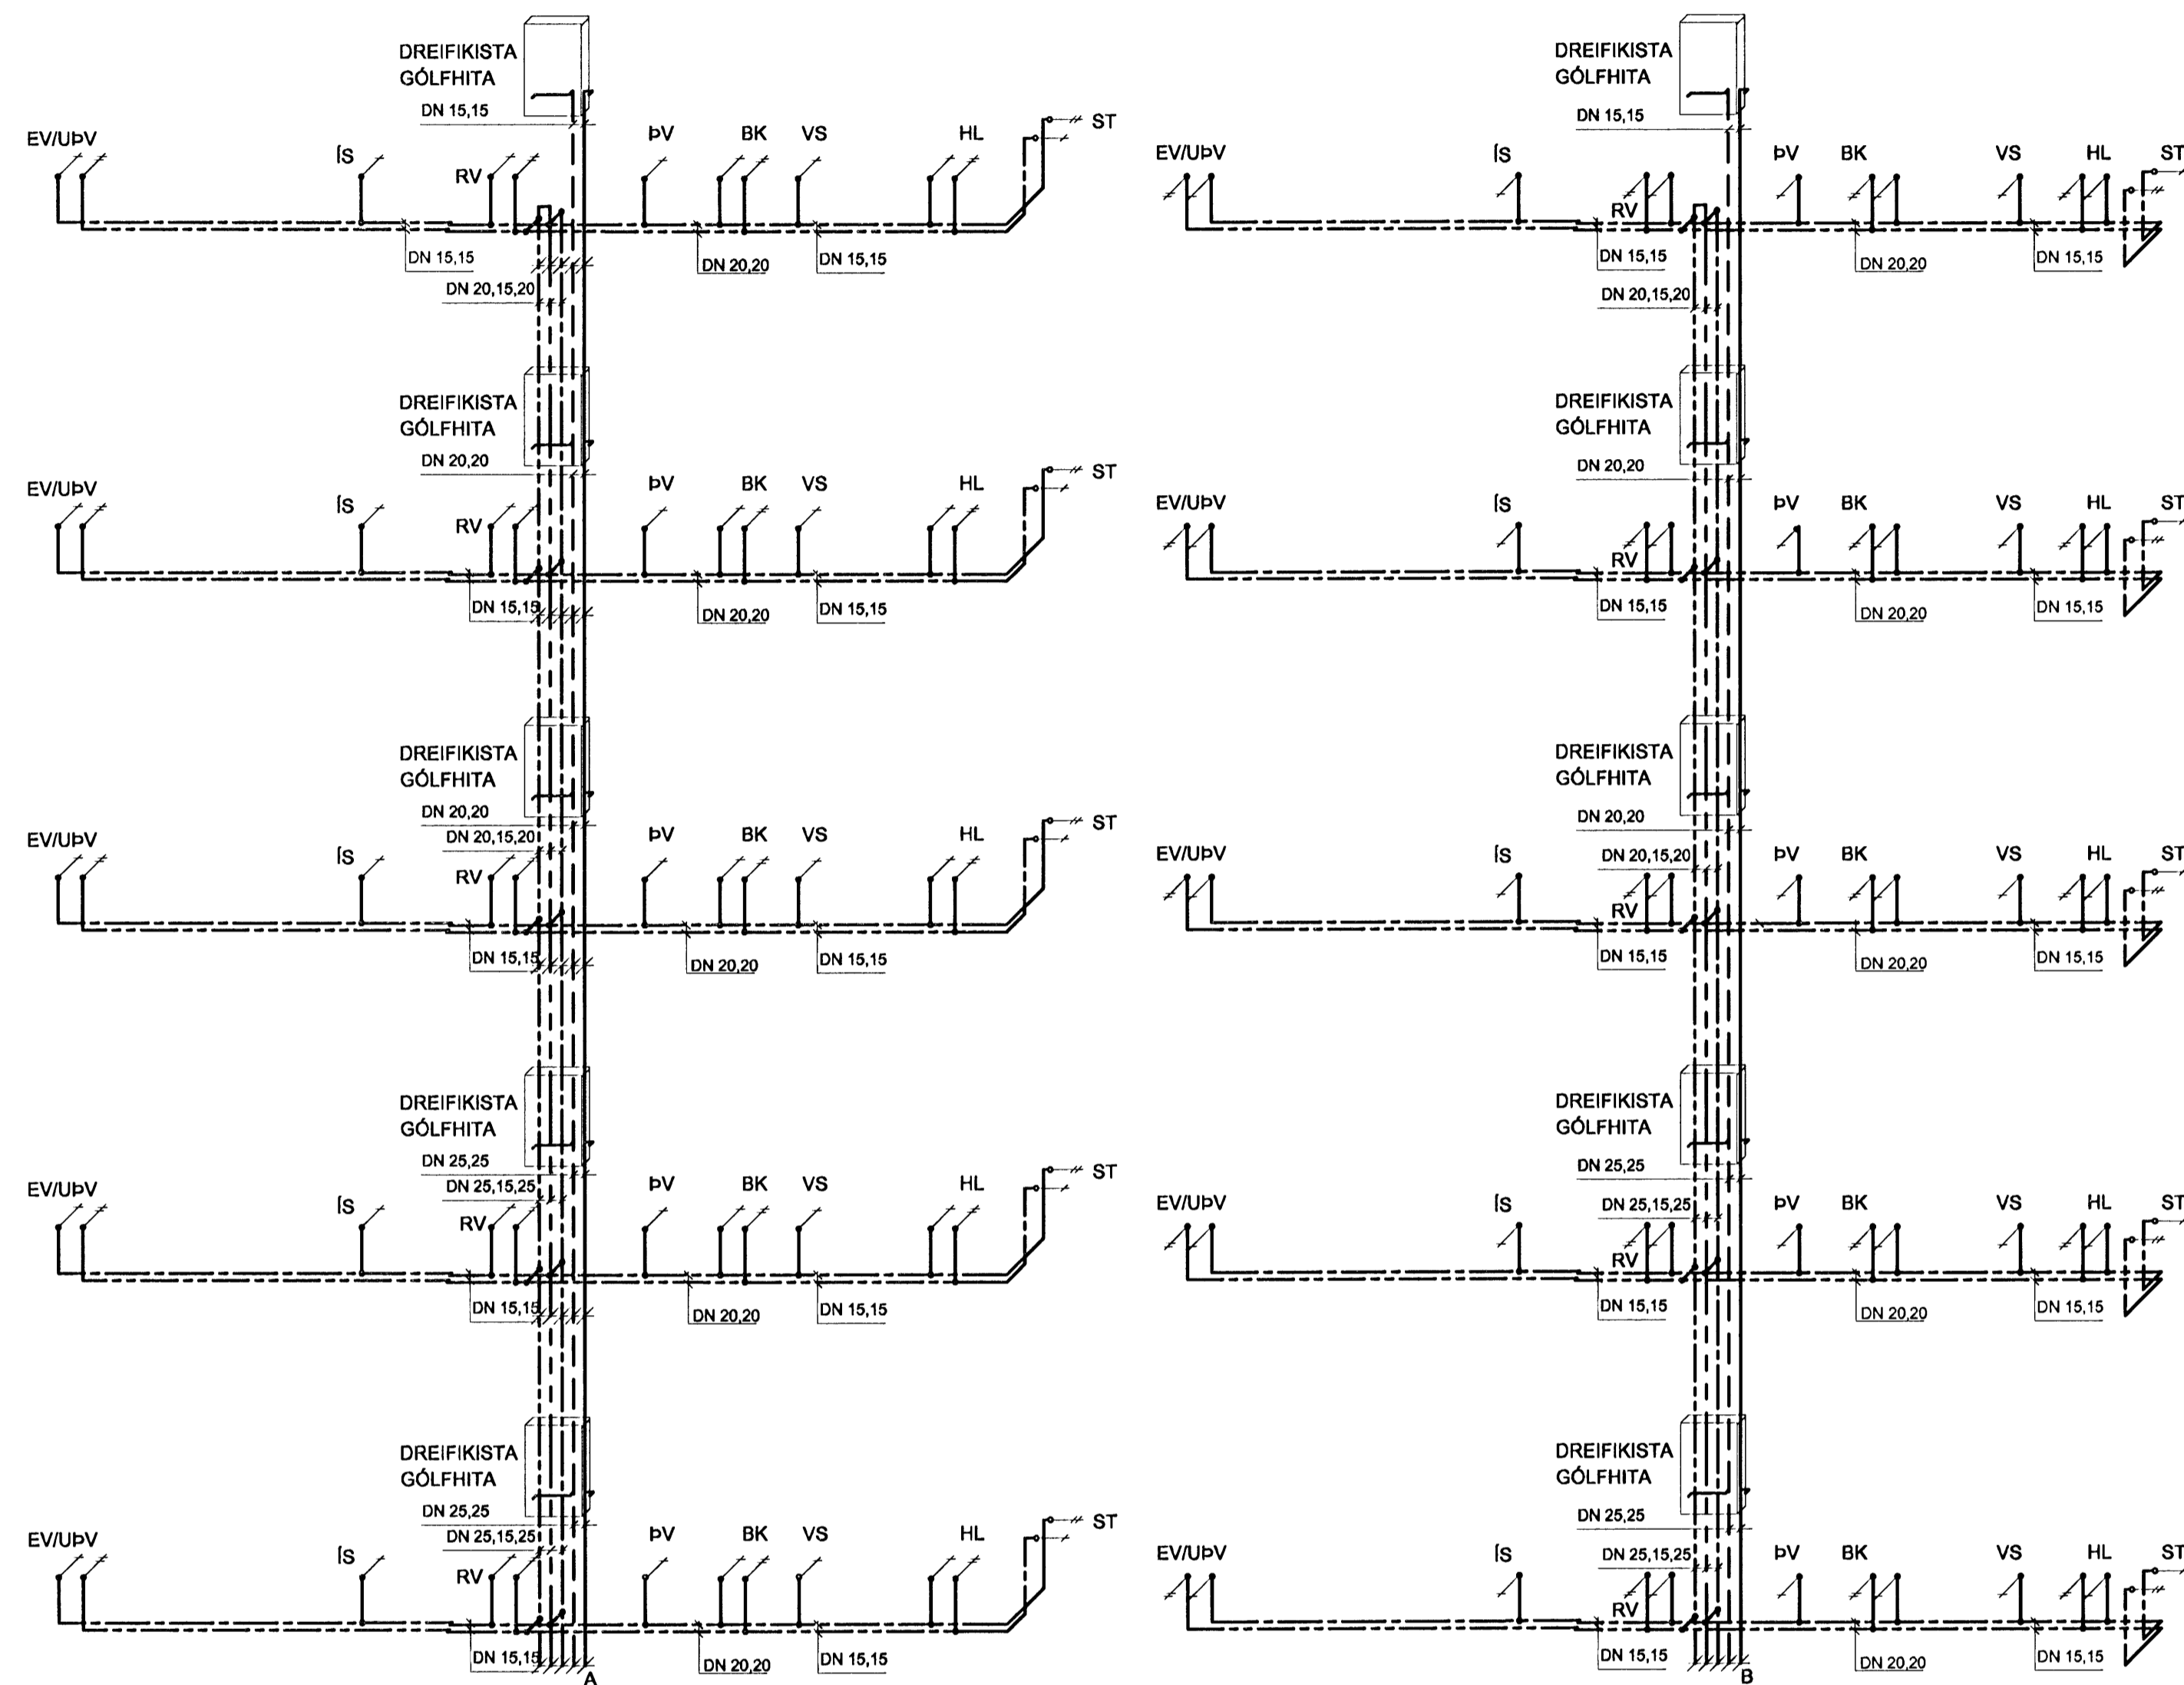 DREIFIKISTA
GÓLFHITA
DN 15,15
EV/UÞV
ÍS
RV
ÞV
BK
VS
HL
ST
DN 15,15
DN 20,20
DN 15,15
DN 20,15,20
DREIFIKISTA
GÓLFHITA
DN 20,20
EV/UÞV
ÍS
RV
ÞV
BK
VS
HL
ST
DN 15,15
DN 20,20
DN 15,15
DREIFIKISTA
GÓLFHITA
DN 20,20
DN 20,15,20
EV/UÞV
ÍS
RV
ÞV
BK
VS
HL
ST
DN 15,15
DN 20,20
DN 15,15
DREIFIKISTA
GÓLFHITA
DN 25,25
DN 25,15,25
EV/UÞV
ÍS
RV
ÞV
BK
VS
HL
ST
DN 15,15
DN 20,20
DN 15,15
DREIFIKISTA
GÓLFHITA
DN 25,25
DN 25,15,25
EV/UÞV
ÍS
RV
ÞV
BK
VS
HL
ST
DN 15,15
DN 20,20
DN 15,15
A
DREIFIKISTA
GÓLFHITA
DN 15,15
EV/UÞV
ÍS
RV
ÞV
BK
VS
HL
ST
DN 15,15
DN 20,20
DN 15,15
DN 20,15,20
DREIFIKISTA
GÓLFHITA
DN 20,20
EV/UÞV
ÍS
RV
ÞV
BK
VS
HL
ST
DN 15,15
DN 20,20
DN 15,15
DREIFIKISTA
GÓLFHITA
DN 20,20
DN 20,15,20
EV/UÞV
ÍS
RV
ÞV
BK
VS
HL
ST
DN 15,15
DN 20,20
DN 15,15
DREIFIKISTA
GÓLFHITA
DN 25,25
DN 25,15,25
EV/UÞV
ÍS
RV
ÞV
BK
VS
HL
ST
DN 15,15
DN 20,20
DN 15,15
DREIFIKISTA
GÓLFHITA
DN 25,25
DN 25,15,25
EV/UÞV
ÍS
RV
ÞV
BK
VS
HL
ST
DN 15,15
DN 20,20
DN 15,15
B